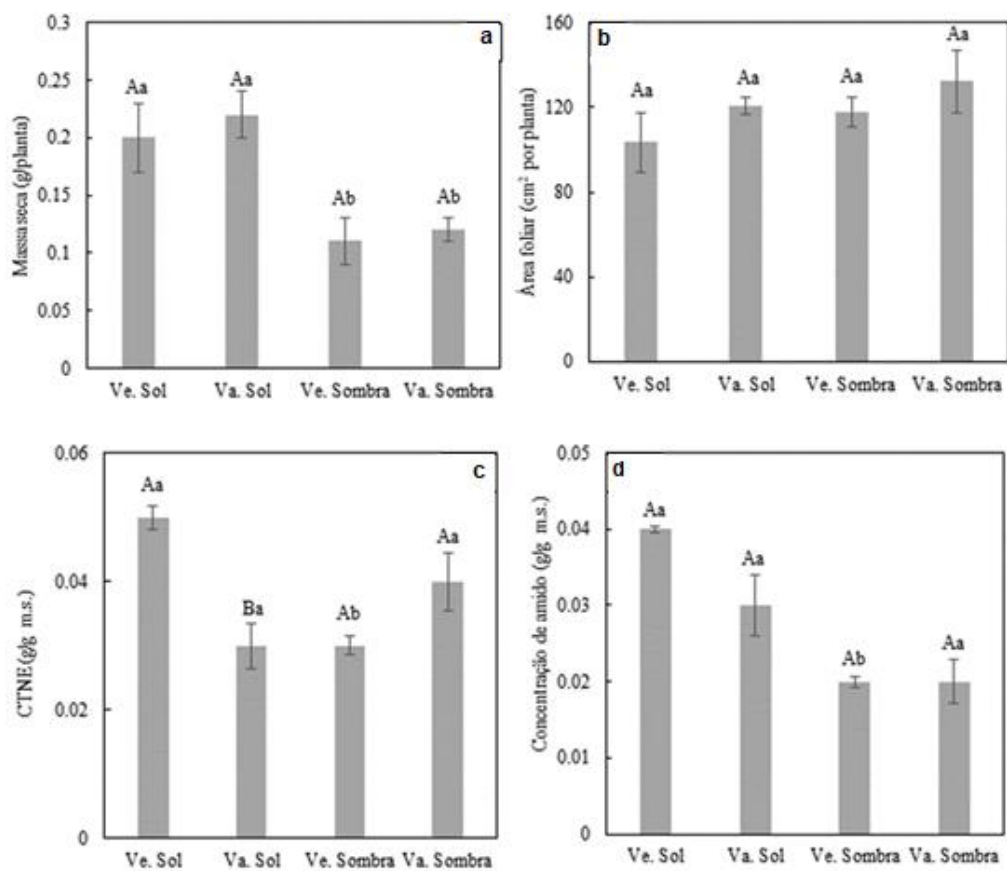 a
Massa seca (g/planta)
0.3
0.25
0.2
0.15
0.1
0.05
0
Aa
Aa
Ab
Ab
Ve. Sol
Va. Sol
Ve. Sombra
Va. Sombra
b
Área foliar (cm² por planta)
160
120
80
40
0
Aa
Aa
Aa
Aa
Ve. Sol
Va. Sol
Ve. Sombra
Va. Sombra
c
CTNE (g/g m.s.)
0.06
0.04
0.02
0
Aa
Ba
Ab
Aa
Ve. Sol
Va. Sol
Ve. Sombra
Va. Sombra
d
Concentração de amido (g/g m.s.)
0.05
0.04
0.03
0.02
0.01
0
Aa
Aa
Ab
Aa
Ve. Sol
Va. Sol
Ve. Sombra
Va. Sombra